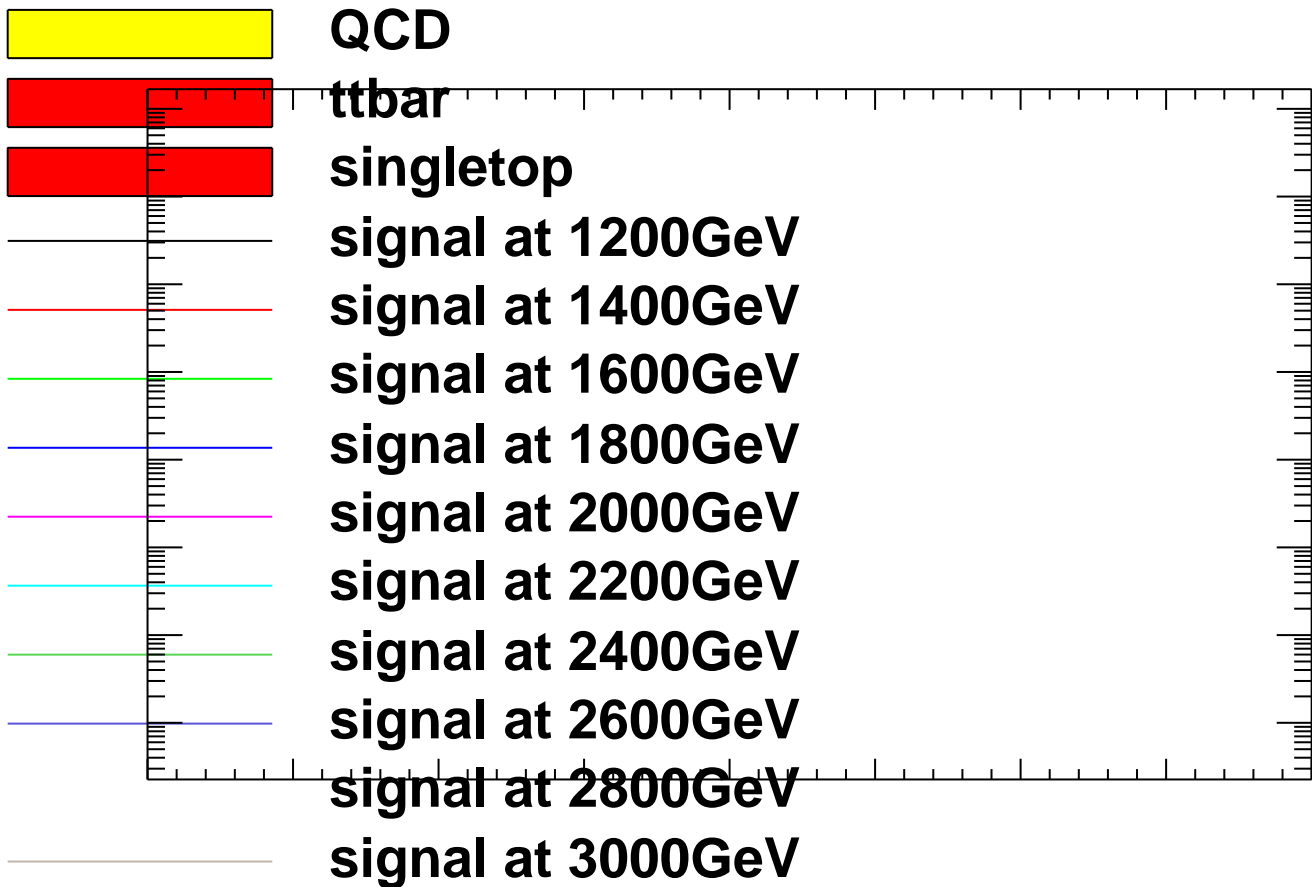 QCD
ttbar
singletop
signal at 1200GeV
signal at 1400GeV
signal at 1600GeV
signal at 1800GeV
signal at 2000GeV
signal at 2200GeV
signal at 2400GeV
signal at 2600GeV
signal at 2800GeV
signal at 3000GeV